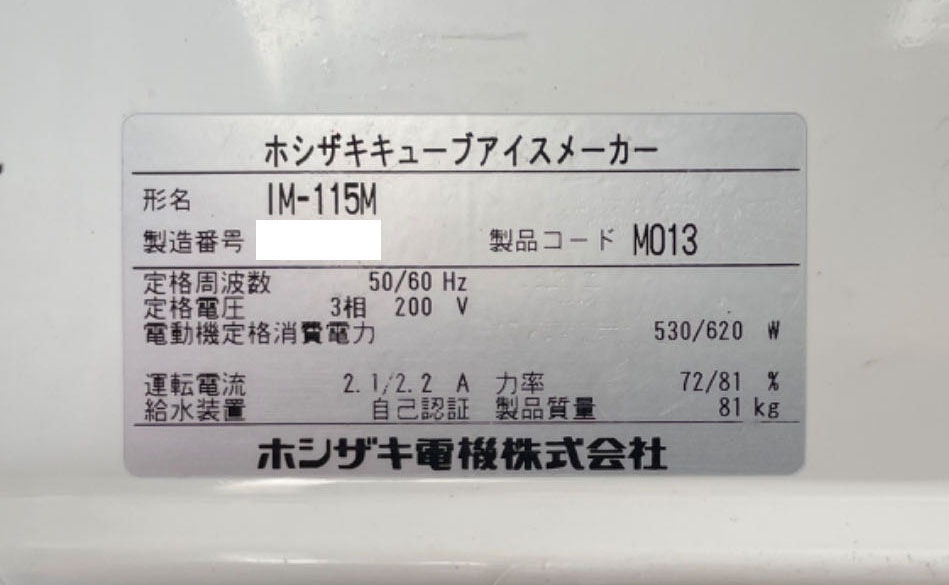 ホシザキキューブアイスメーカー
形名 IM-115M
製造番号 製品コード M013
定格周波数 50/60 Hz
定格電圧 3相 200 V
電動機定格消費電力 530/620 W
運転電流 2.1/2.2 A 力率 72/81 %
給水装置 自己認証 製品質量 81 kg
ホシザキ電機株式会社